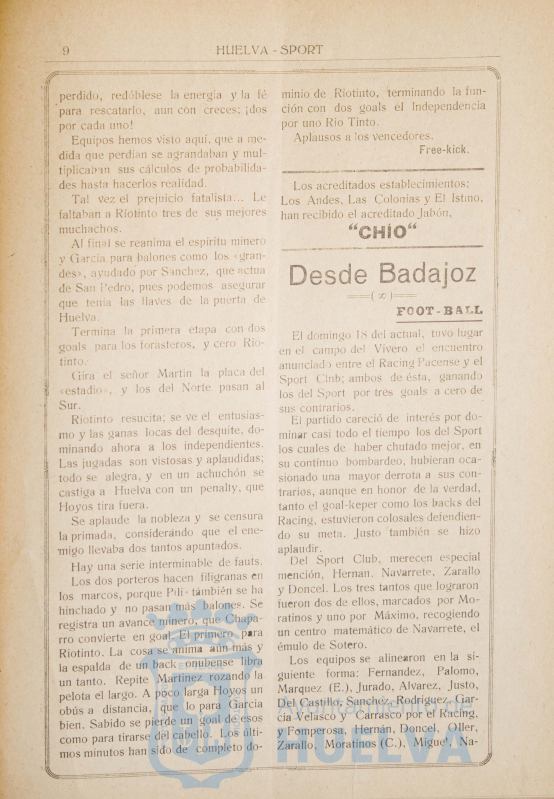 9
HUELVA - SPORT
perdido, redóblese la energía y la fé
para rescatarlo, aun con creces; ¡dos
por cada uno!
Equipos hemos visto aquí, que a me-
dida que perdían se agrandaban y mul-
tiplicaban sus cálculos de probabilida-
des hasta hacerlos realidad.
Tal vez el prejuicio fatalista... Le
faltaban a Ríotinto tres de sus mejores
muchachos.
Al final se reanima el espíritu minero
y García para balones como los «gran-
des», ayudado por Sánchez, que actua
de San Pedro, pues podemos asegurar
que tenía las llaves de la puerta de
Huelva.
Termina la primera etapa con dos
goals para los forasteros, y cero Río-
tinto.
Gira el señor Martín la placa del
«estadio», y los del Norte pasan al
Sur.
Ríotinto resucita; se ve el entusias-
mo y las ganas locas del desquite, do-
minando ahora a los independientes.
Las jugadas son vistosas y aplaudidas;
todo se alegra, y en un achuchón se
castiga a Huelva con un penalty, que
Hoyos tira fuera.
Se aplaude la nobleza y se censura
la primada, considerando que el ene-
migo llevaba dos tantos apuntados.
Hay una serie interminable de fauts.
Los dos porteros hacen filigranas en
los marcos, porque Pili también se ha
hinchado y no pasan más balones. Se
registra un avance minero, que Chapa-
rro convierte en goal. El primero para
Ríotinto. La cosa se anima aun más y
la espalda de un back onubense libra
un tanto. Repite Martínez rozando la
pelota el largo. A poco larga Hoyos un
obús a distancia, que lo para García
bien. Sabido se pierde un goal de esos
como para tirarse del cabello. Los últi-
mos minutos han sido de completo do-
minio de Ríotinto, terminando la fun-
ción con dos goals el Independencia
por uno Río Tinto.
Aplausos a los vencedores.
Free-kick.
Los acreditados establecimientos;
Los Andes, Las Colonias y El Istmo,
han recibido el acreditado Jabón,
"CHÍO"
Desde Badajoz
FOOT-BALL
El domingo 18 del actual, tuvo lugar
en el campo del Vivero el encuentro
anunciado entre el Racing Pacense y el
Sport Club; ambos de ésta, ganando
los del Sport por tres goals a cero de
sus contrarios.
El partido careció de interés por do-
minar casi todo el tiempo los del Sport
los cuales de haber chutado mejor, en
su continuo bombardeo, hubieran oca-
sionado una mayor derrota a sus con-
trarios, aunque en honor de la verdad,
tanto el goal-keper como los backs del
Racing, estuvieron colosales defendien-
do su meta. Justo también se hizo
aplaudir.
Del Sport Club, merecen especial
mención, Hernan, Navarrete, Zarallo
y Doncel. Los tres tantos que lograron
fueron dos de ellos, marcados por Mo-
ratinos y uno por Máximo, recogiendo
un centro matemático de Navarrete, el
émulo de Sotero.
Los equipos se alinearon en la si-
guiente forma: Fernandez, Palomo,
Marquez (E.), Jurado, Alvarez, Justo,
Del Castillo, Sanchez, Rodríguez, Gar-
cía Velasco y Carrasco por el Racing,
y Fomperosa, Hernán, Doncel, Oller,
Zarallo, Moratinos (C.), Miguel, Na-
Ayuntamiento de
HUELVA